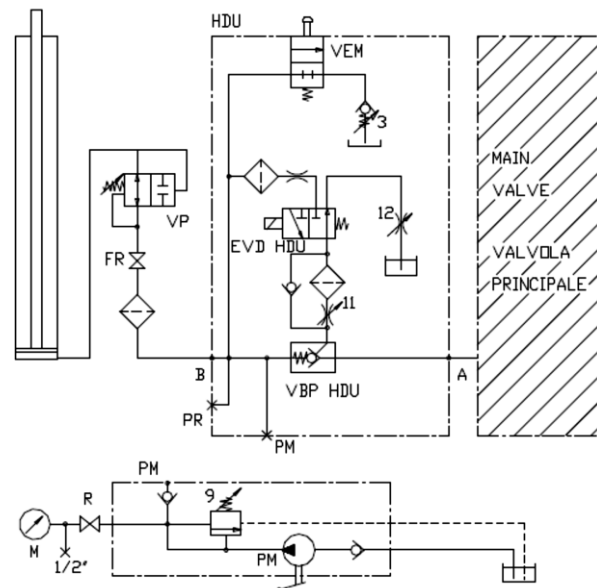 HDU
VEM
3
MAIN
VALVE
VALVOLA
PRINCIPALE
VP
EVD HDU
12
FR
11
B
VBP HDU
A
PR
PM
PM
R
9
M
PM
1/2"